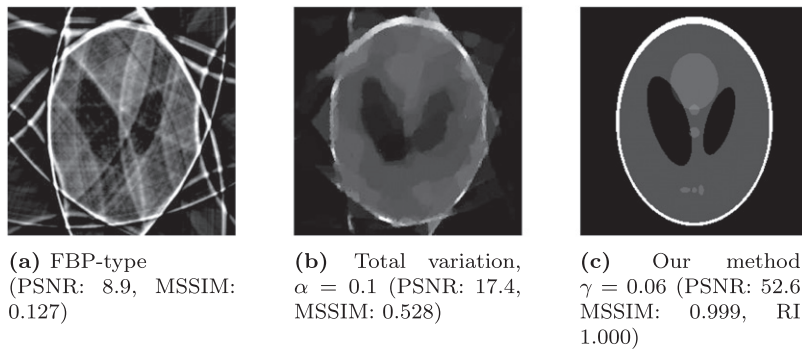 (a) FBP-type
(PSNR: 8.9, MSSIM:
0.127)
(b) Total variation,
α = 0.1 (PSNR: 17.4,
MSSIM: 0.528)
(c) Our method
γ = 0.06 (PSNR: 52.6
MSSIM: 0.999, RI
1.000)